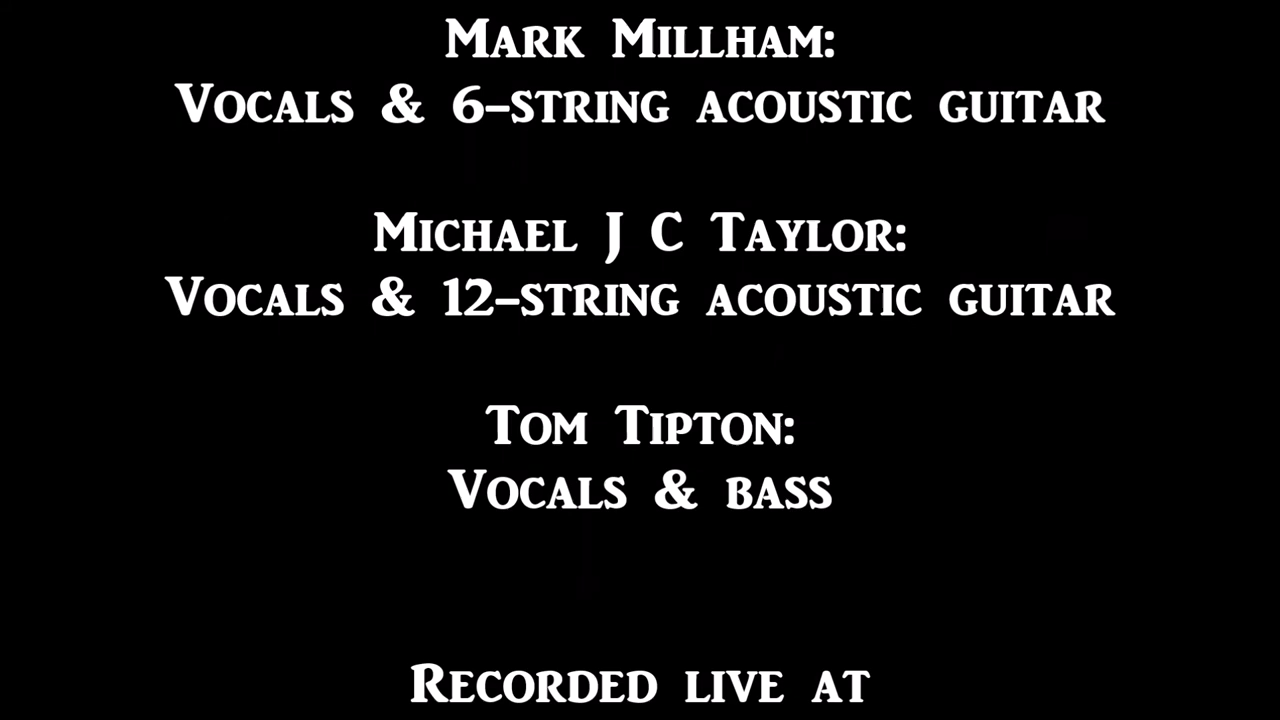 Mark Millham:
Vocals & 6-string acoustic guitar
Michael J C Taylor:
Vocals & 12-string acoustic guitar
Tom Tipton:
Vocals & bass
Recorded live at